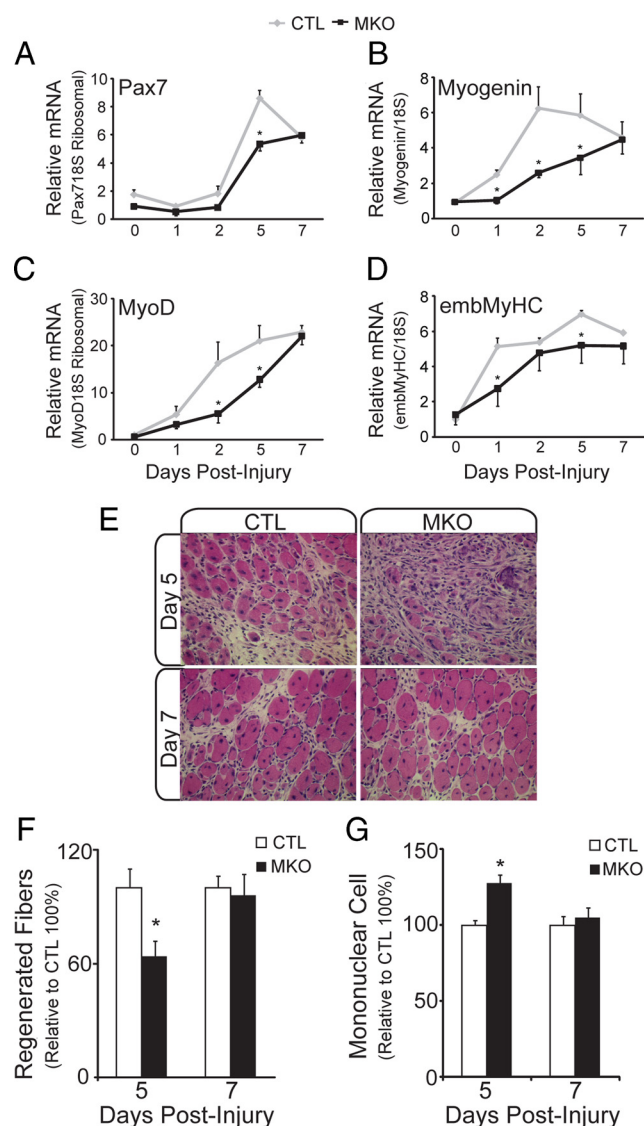 CTL MKO
A
Pax7
Relative mRNA
(Pax718S Ribosomal)
10
8
6
4
2
0
*
0 1 2 5 7
B
Myogenin
Relative mRNA
(Myogenin/18S)
8
6
4
2
0
* * *
0 1 2 5 7
C
MyoD
Relative mRNA
(MyoD18S Ribosomal)
30
20
10
0
* *
0 1 2 5 7
Days Post-Injury
D
embMyHC
Relative mRNA
(embMyHC/18S)
8
6
4
2
0
* *
0 1 2 5 7
Days Post-Injury
E
CTL MKO
Day 5
Day 7
F
CTL
MKO
Regenerated Fibers
(Relative to CTL 100%)
120
60
0
*
5 7
Days Post-Injury
G
CTL
MKO
Mononuclear Cell
(Relative to CTL 100%)
150
100
50
0
*
5 7
Days Post-Injury